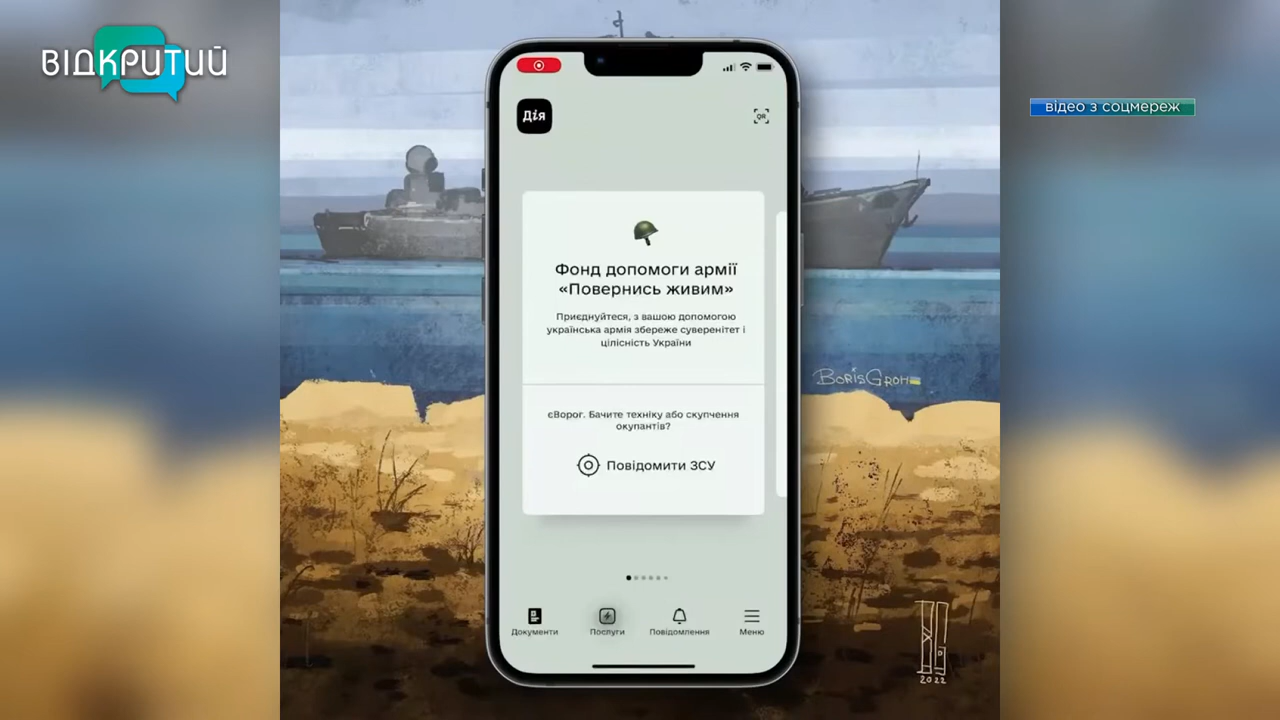 ВІДКРИТИЙ
відео з соцмереж
Дія
QR
Фонд допомоги армії
«Повернись живим»
Приєднуйтеся, з вашою допомогою
українська армія збереже суверенітет і
цілісність України
єВорог. Бачите техніку або скупчення
окупантів?
Повідомити ЗСУ
BorisGroh
Документи
Послуги
Повідомлення
Меню
2022